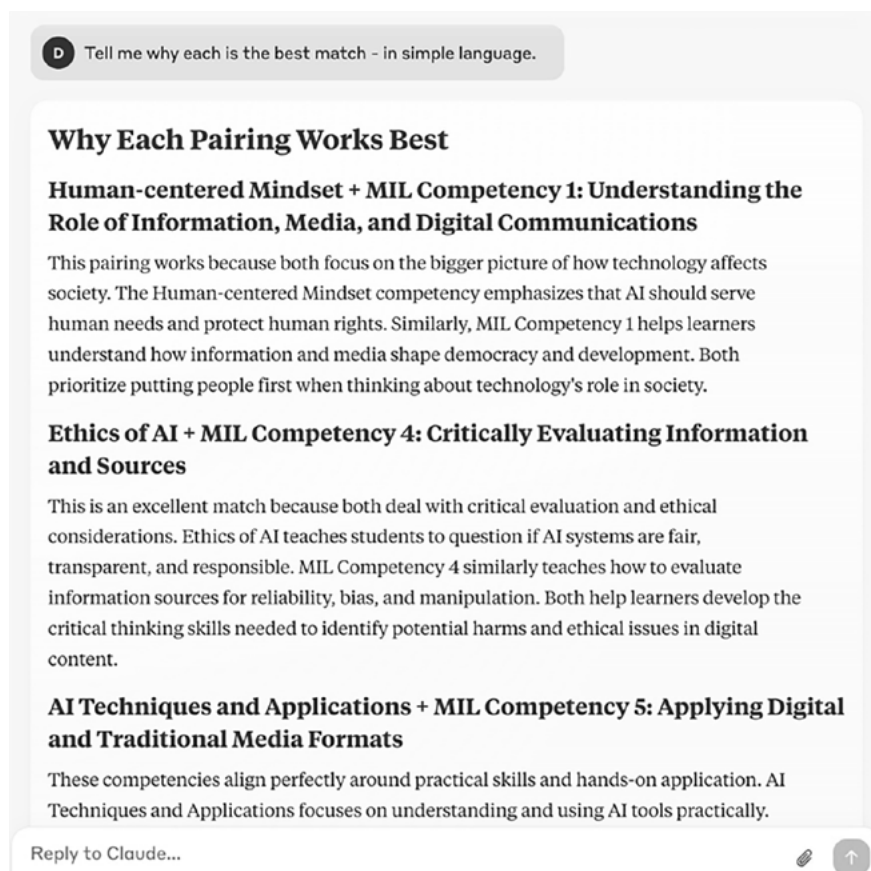 D Tell me why each is the best match - in simple language.
Why Each Pairing Works Best
Human-centered Mindset + MIL Competency 1: Understanding the
Role of Information, Media, and Digital Communications
This pairing works because both focus on the bigger picture of how technology affects
society. The Human-centered Mindset competency emphasizes that AI should serve
human needs and protect human rights. Similarly, MIL Competency 1 helps learners
understand how information and media shape democracy and development. Both
prioritize putting people first when thinking about technology's role in society.
Ethics of AI + MIL Competency 4: Critically Evaluating Information
and Sources
This is an excellent match because both deal with critical evaluation and ethical
considerations. Ethics of AI teaches students to question if AI systems are fair,
transparent, and responsible. MIL Competency 4 similarly teaches how to evaluate
information sources for reliability, bias, and manipulation. Both help learners develop the
critical thinking skills needed to identify potential harms and ethical issues in digital
content.
AI Techniques and Applications + MIL Competency 5: Applying Digital
and Traditional Media Formats
These competencies align perfectly around practical skills and hands-on application. AI
Techniques and Applications focuses on understanding and using AI tools practically.
Reply to Claude...